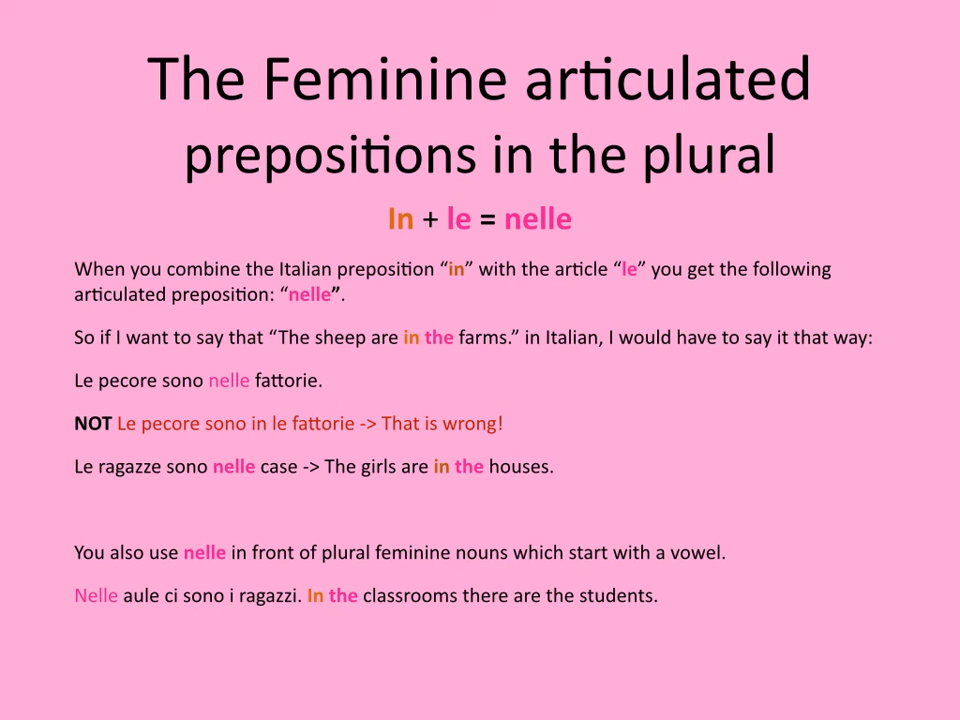 The Feminine articulated
prepositions in the plural
In + le = nelle
When you combine the Italian preposition “in” with the article “le” you get the following
articulated preposition: “nelle”.
So if I want to say that “The sheep are in the farms.” in Italian, I would have to say it that way:
Le pecore sono nelle fattorie.
NOT Le pecore sono in le fattorie -> That is wrong!
Le ragazze sono nelle case -> The girls are in the houses.
You also use nelle in front of plural feminine nouns which start with a vowel.
Nelle aule ci sono i ragazzi. In the classrooms there are the students.